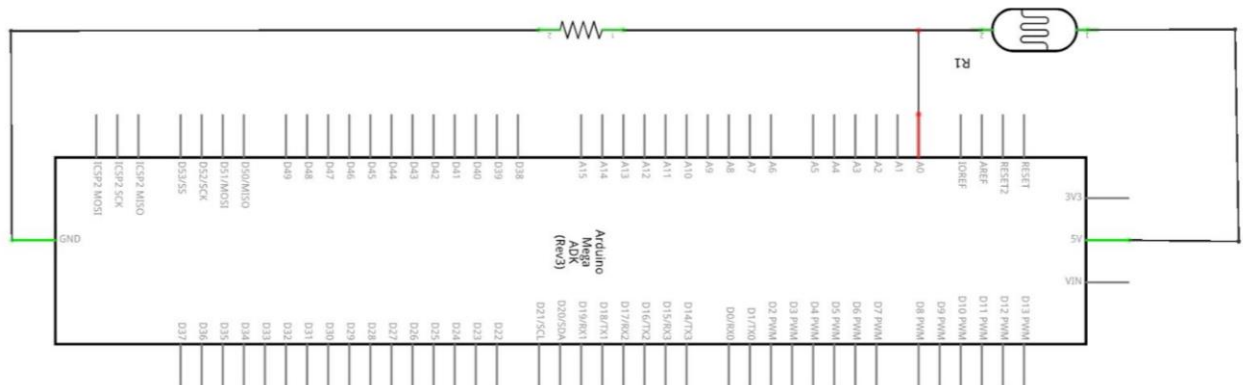 2
1
2
1
R1
ICSP2 MOSI
ICSP2 SCK
ICSP2 MISO
D53/SS
D52/SCK
D51/MOSI
D50/MISO
D49
D48
D47
D46
D45
D44
D43
D42
D41
D40
D39
D38
A15
A14
A13
A12
A11
A10
A9
A8
A7
A6
A5
A4
A3
A2
A1
A0
IOREF
AREF
RESET2
RESET
3V3
GND
Arduino
Mega
ADK
(Rev3)
5V
VIN
D37
D36
D35
D34
D33
D32
D31
D30
D29
D28
D27
D26
D25
D24
D23
D22
D21/SCL
D20/SDA
D19/RX1
D18/TX1
D17/RX2
D16/TX2
D15/RX3
D14/TX3
D0/RX0
D1/TX0
D2 PWM
D3 PWM
D4 PWM
D5 PWM
D6 PWM
D7 PWM
D8 PWM
D9 PWM
D10 PWM
D11 PWM
D12 PWM
D13 PWM